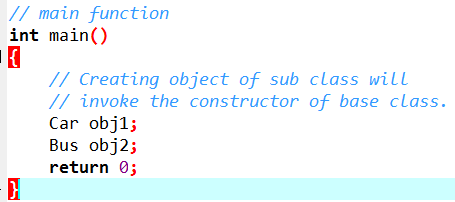 // main function
int main()
{
// Creating object of sub class will
// invoke the constructor of base class.
Car obj1;
Bus obj2;
return 0;
}